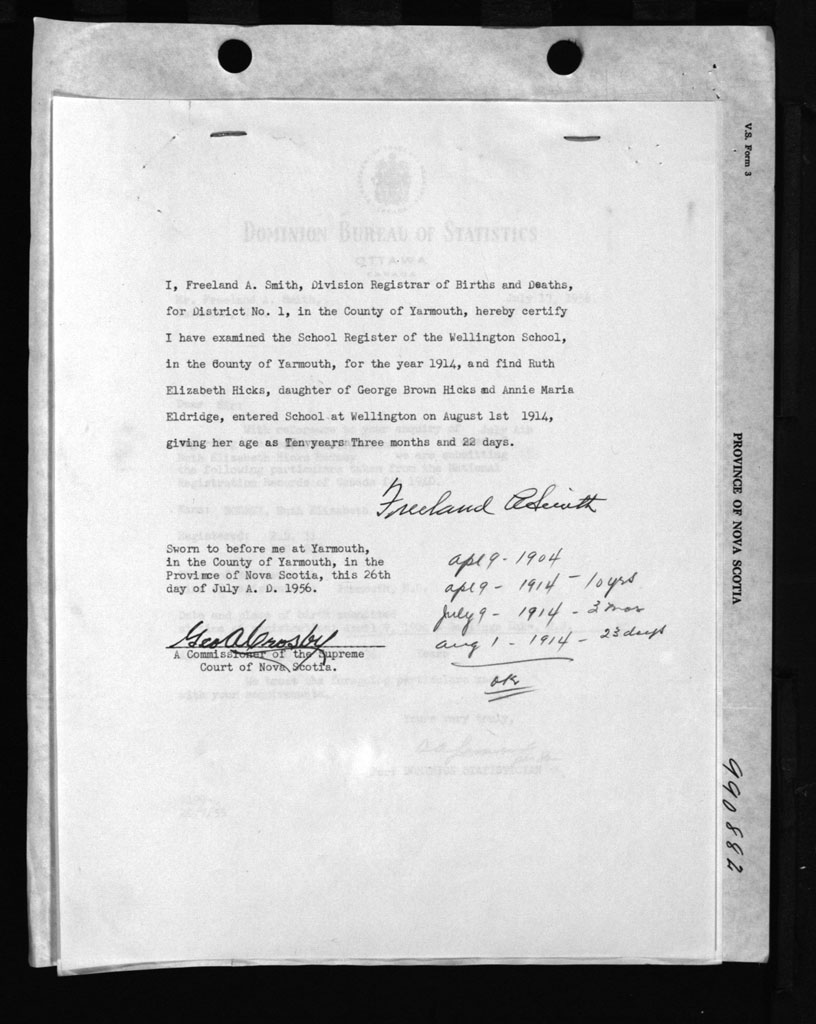 V.S. Form 3
DOMINION BUREAU OF STATISTICS
OTTAWA
CANADA
I, Freeland A. Smith, Division Registrar of Births and Deaths,
for District No. 1, in the County of Yarmouth, hereby certify
I have examined the School Register of the Wellington School,
in the County of Yarmouth, for the year 1914, and find Ruth
Elizabeth Hicks, daughter of George Brown Hicks and Annie Maria
Eldridge, entered School at Wellington on August 1st 1914,
giving her age as Ten years Three months and 22 days.
Freeland A Smith
Sworn to before me at Yarmouth,
in the County of Yarmouth, in the
Province of Nova Scotia, this 26th
day of July A. D. 1956.
Geo A Crosby
A Commissioner of the Supreme
Court of Nova Scotia.
apl 9 - 1904
apl 9 - 1914 - 10 yrs
July 9 - 1914 - 3 mos
aug 1 - 1914 - 23 days
ok
PROVINCE OF NOVA SCOTIA
990882